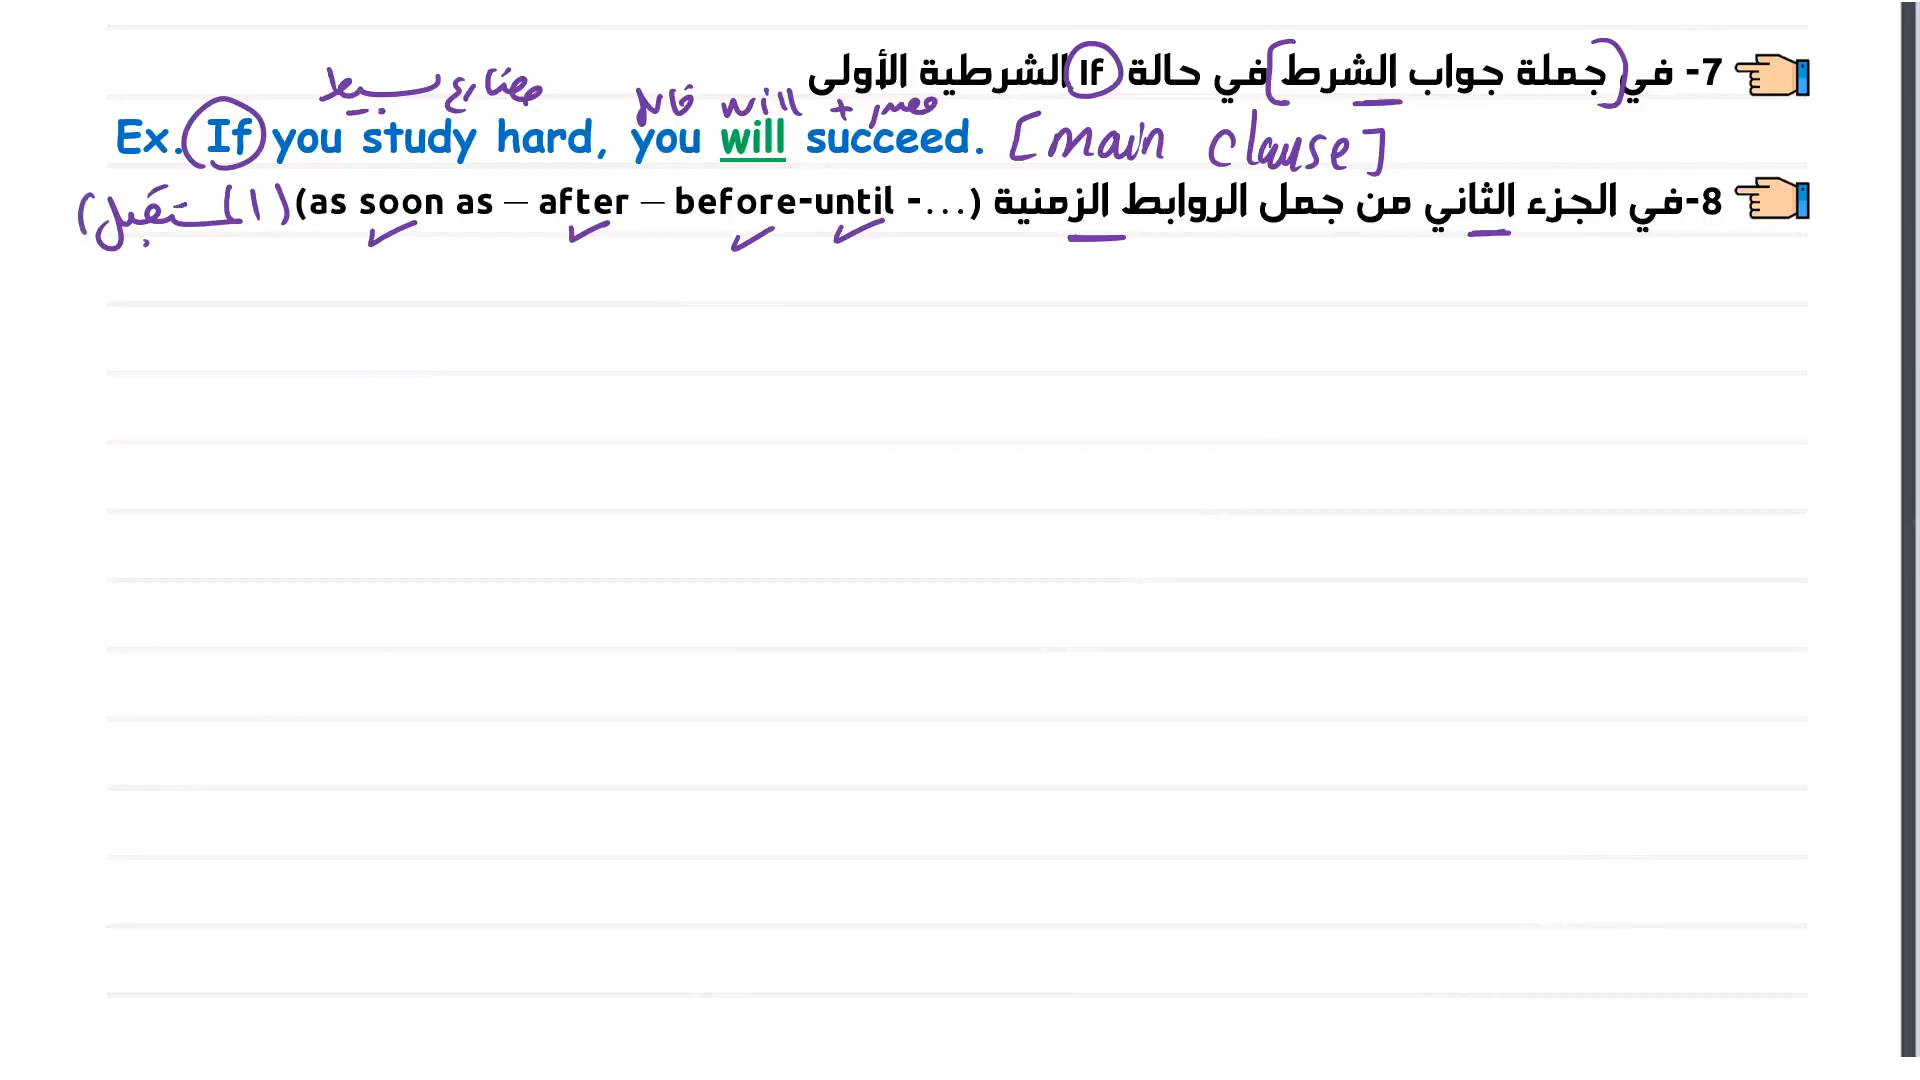 7- في [جملة جواب الشرط] في حالة If الشرطية الأولى
مضارع بسيط فاعل will + مصدر
Ex. If you study hard, you will succeed. [main clause]
8-في الجزء الثاني من جمل الروابط الزمنية (as soon as – after – before-until -…) (المستقبل)